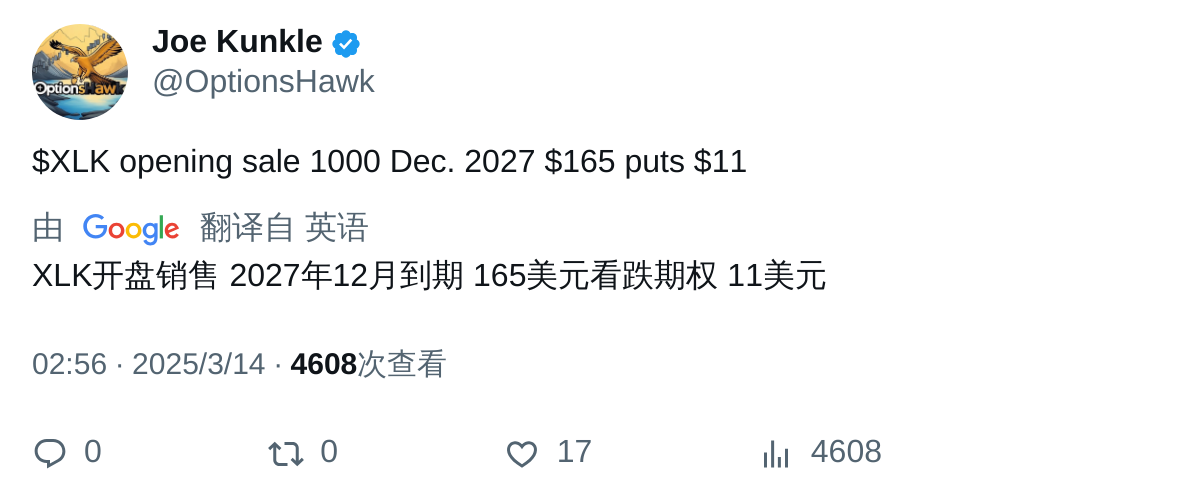 Joe Kunkle
@OptionsHawk
$XLK opening sale 1000 Dec. 2027 $165 puts $11
由 Google 翻译自 英语
XLK开盘销售 2027年12月到期 165美元看跌期权 11美元
02:56 · 2025/3/14 · 4608次查看
0 0 17 4608